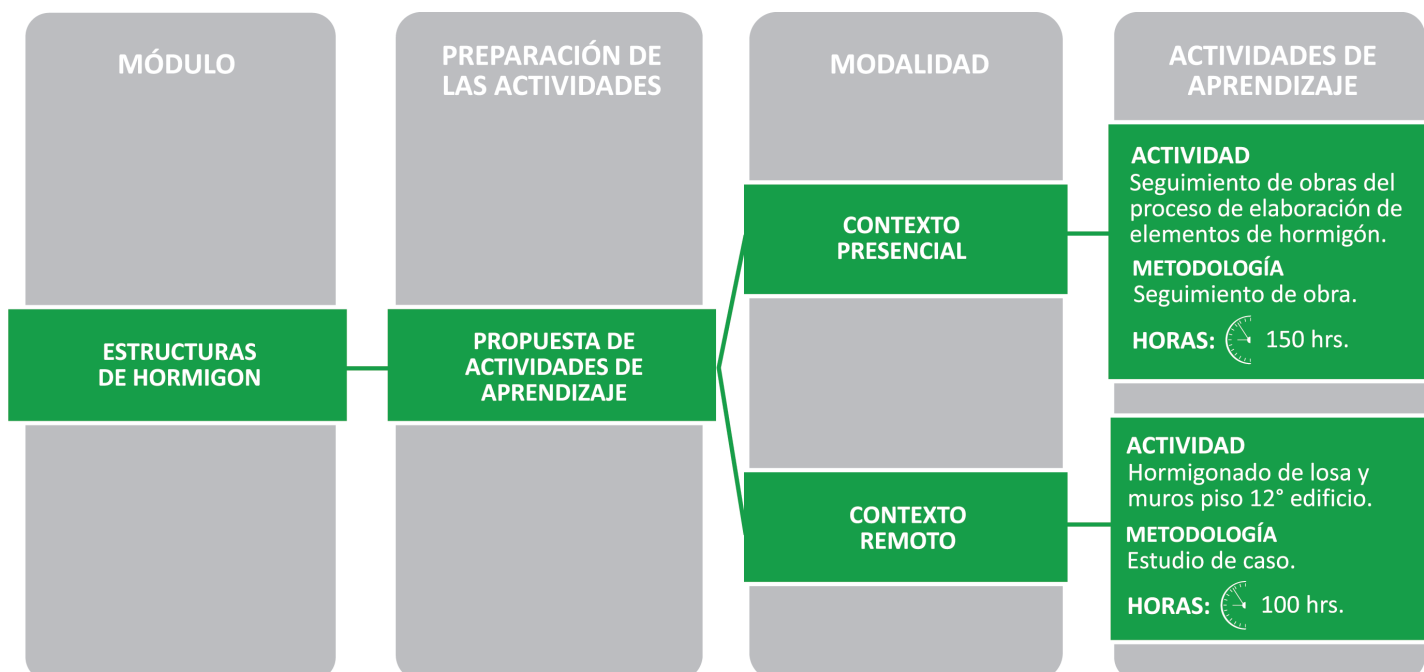 MÓDULO
PREPARACIÓN DE
LAS ACTIVIDADES
MODALIDAD
ACTIVIDADES DE
APRENDIZAJE
ESTRUCTURAS
DE HORMIGON
PROPUESTA DE
ACTIVIDADES DE
APRENDIZAJE
CONTEXTO
PRESENCIAL
ACTIVIDAD
Seguimiento de obras del
proceso de elaboración de
elementos de hormigón.
METODOLOGÍA
Seguimiento de obra.
HORAS: 150 hrs.
CONTEXTO
REMOTO
ACTIVIDAD
Hormigonado de losa y
muros piso 12° edificio.
METODOLOGÍA
Estudio de caso.
HORAS: 100 hrs.